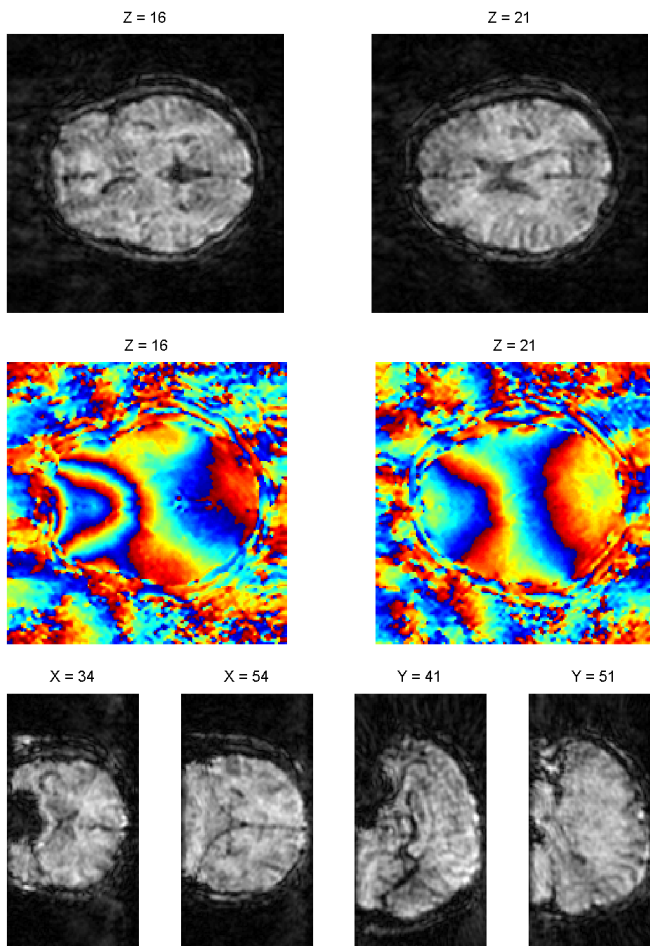 Z = 16
Z = 21
Z = 16
Z = 21
X = 34
X = 54
Y = 41
Y = 51